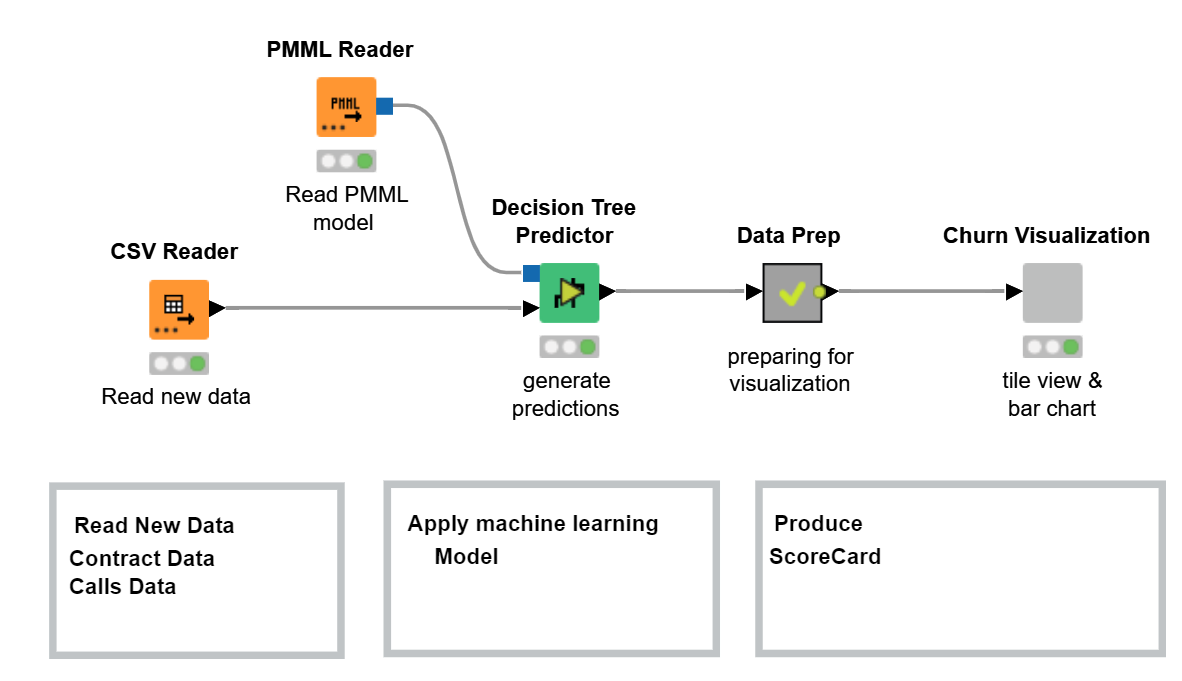 PMML Reader
PMML
Read PMML
model
CSV Reader
Read new data
Decision Tree
Predictor
generate
predictions
Data Prep
preparing for
visualization
Churn Visualization
tile view &
bar chart
Read New Data
Contract Data
Calls Data
Apply machine learning
Model
Produce
ScoreCard